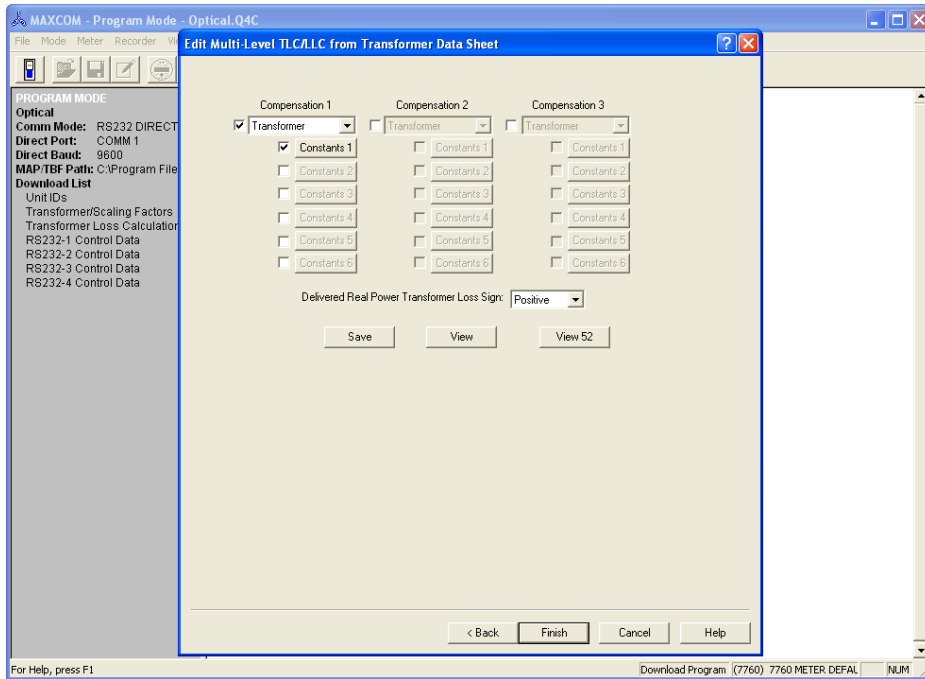 MAXCOM - Program Mode - Optical.Q4C
File Mode Meter Recorder
Edit Multi-Level TLC/LLC from Transformer Data Sheet
PROGRAM MODE
Optical
Comm Mode: RS232 DIRECT
Direct Port: COMM 1
Direct Baud: 9600
MAP/TBF Path: C:\Program File
Download List
Unit IDs
Transformer/Scaling Factors
Transformer Loss Calculation
RS232-1 Control Data
RS232-2 Control Data
RS232-3 Control Data
RS232-4 Control Data
Compensation 1 Compensation 2 Compensation 3
Transformer Transformer Transformer
Constants 1 Constants 1 Constants 1
Constants 2 Constants 2 Constants 2
Constants 3 Constants 3 Constants 3
Constants 4 Constants 4 Constants 4
Constants 5 Constants 5 Constants 5
Constants 6 Constants 6 Constants 6
Delivered Real Power Transformer Loss Sign: Positive
Save View View 52
< Back Finish Cancel Help
For Help, press F1 Download Program (7760) 7760 METER DEFAL NUM